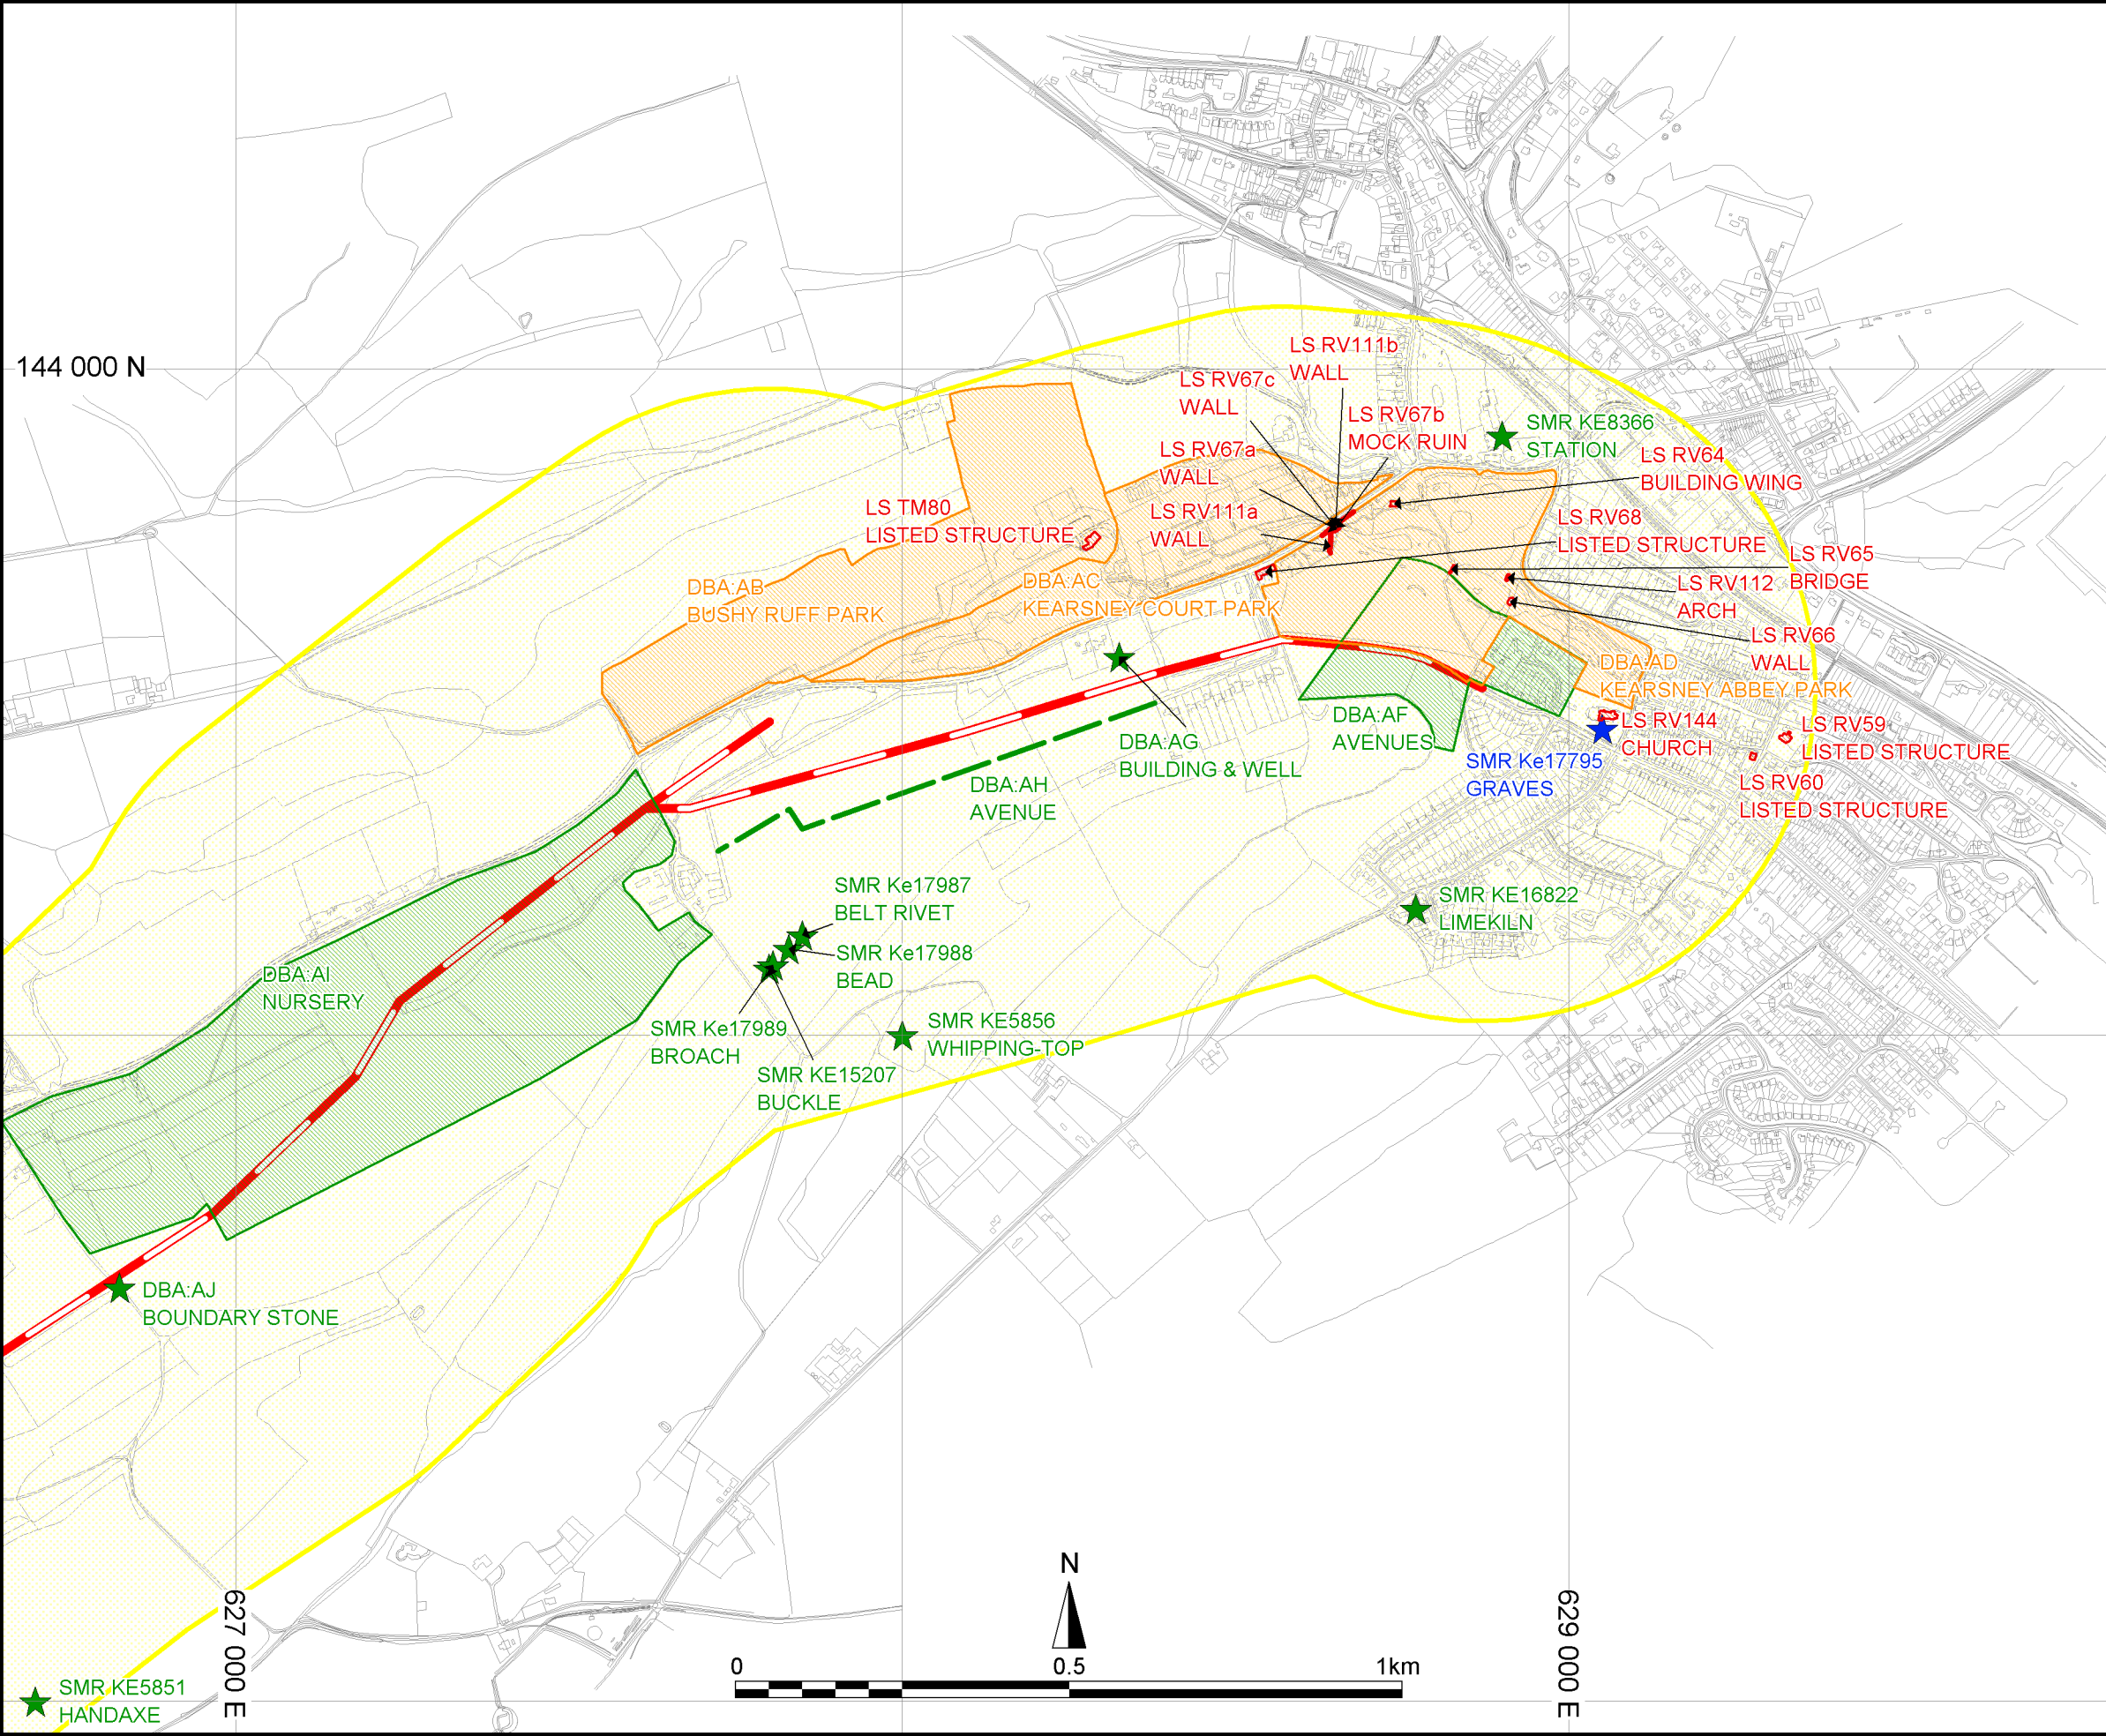 144 000 N
LS RV111b
WALL
LS RV67c
WALL
LS RV67b
MOCK RUIN
SMR KE8366
STATION
LS RV67a
WALL
LS RV64
BUILDING WING
LS TM80
LISTED STRUCTURE
LS RV111a
WALL
LS RV68
LISTED STRUCTURE
LS RV65
BRIDGE
LS RV112
ARCH
DBA:AB
BUSHY RUFF PARK
DBA:AC
KEARSNEY COURT PARK
LS RV66
WALL
DBA:AD
KEARSNEY ABBEY PARK
DBA:AF
AVENUES
LS RV144
CHURCH
LS RV59
LISTED STRUCTURE
DBA:AG
BUILDING & WELL
SMR Ke17795
GRAVES
LS RV60
LISTED STRUCTURE
DBA:AH
AVENUE
SMR Ke17987
BELT RIVET
SMR KE16822
LIMEKILN
SMR Ke17988
BEAD
DBA:AI
NURSERY
SMR Ke17989
BROACH
SMR KE5856
WHIPPING-TOP
SMR KE15207
BUCKLE
DBA:AJ
BOUNDARY STONE
N
627 000 E
629 000 E
0 0.5 1km
SMR KE5851
HANDAXE